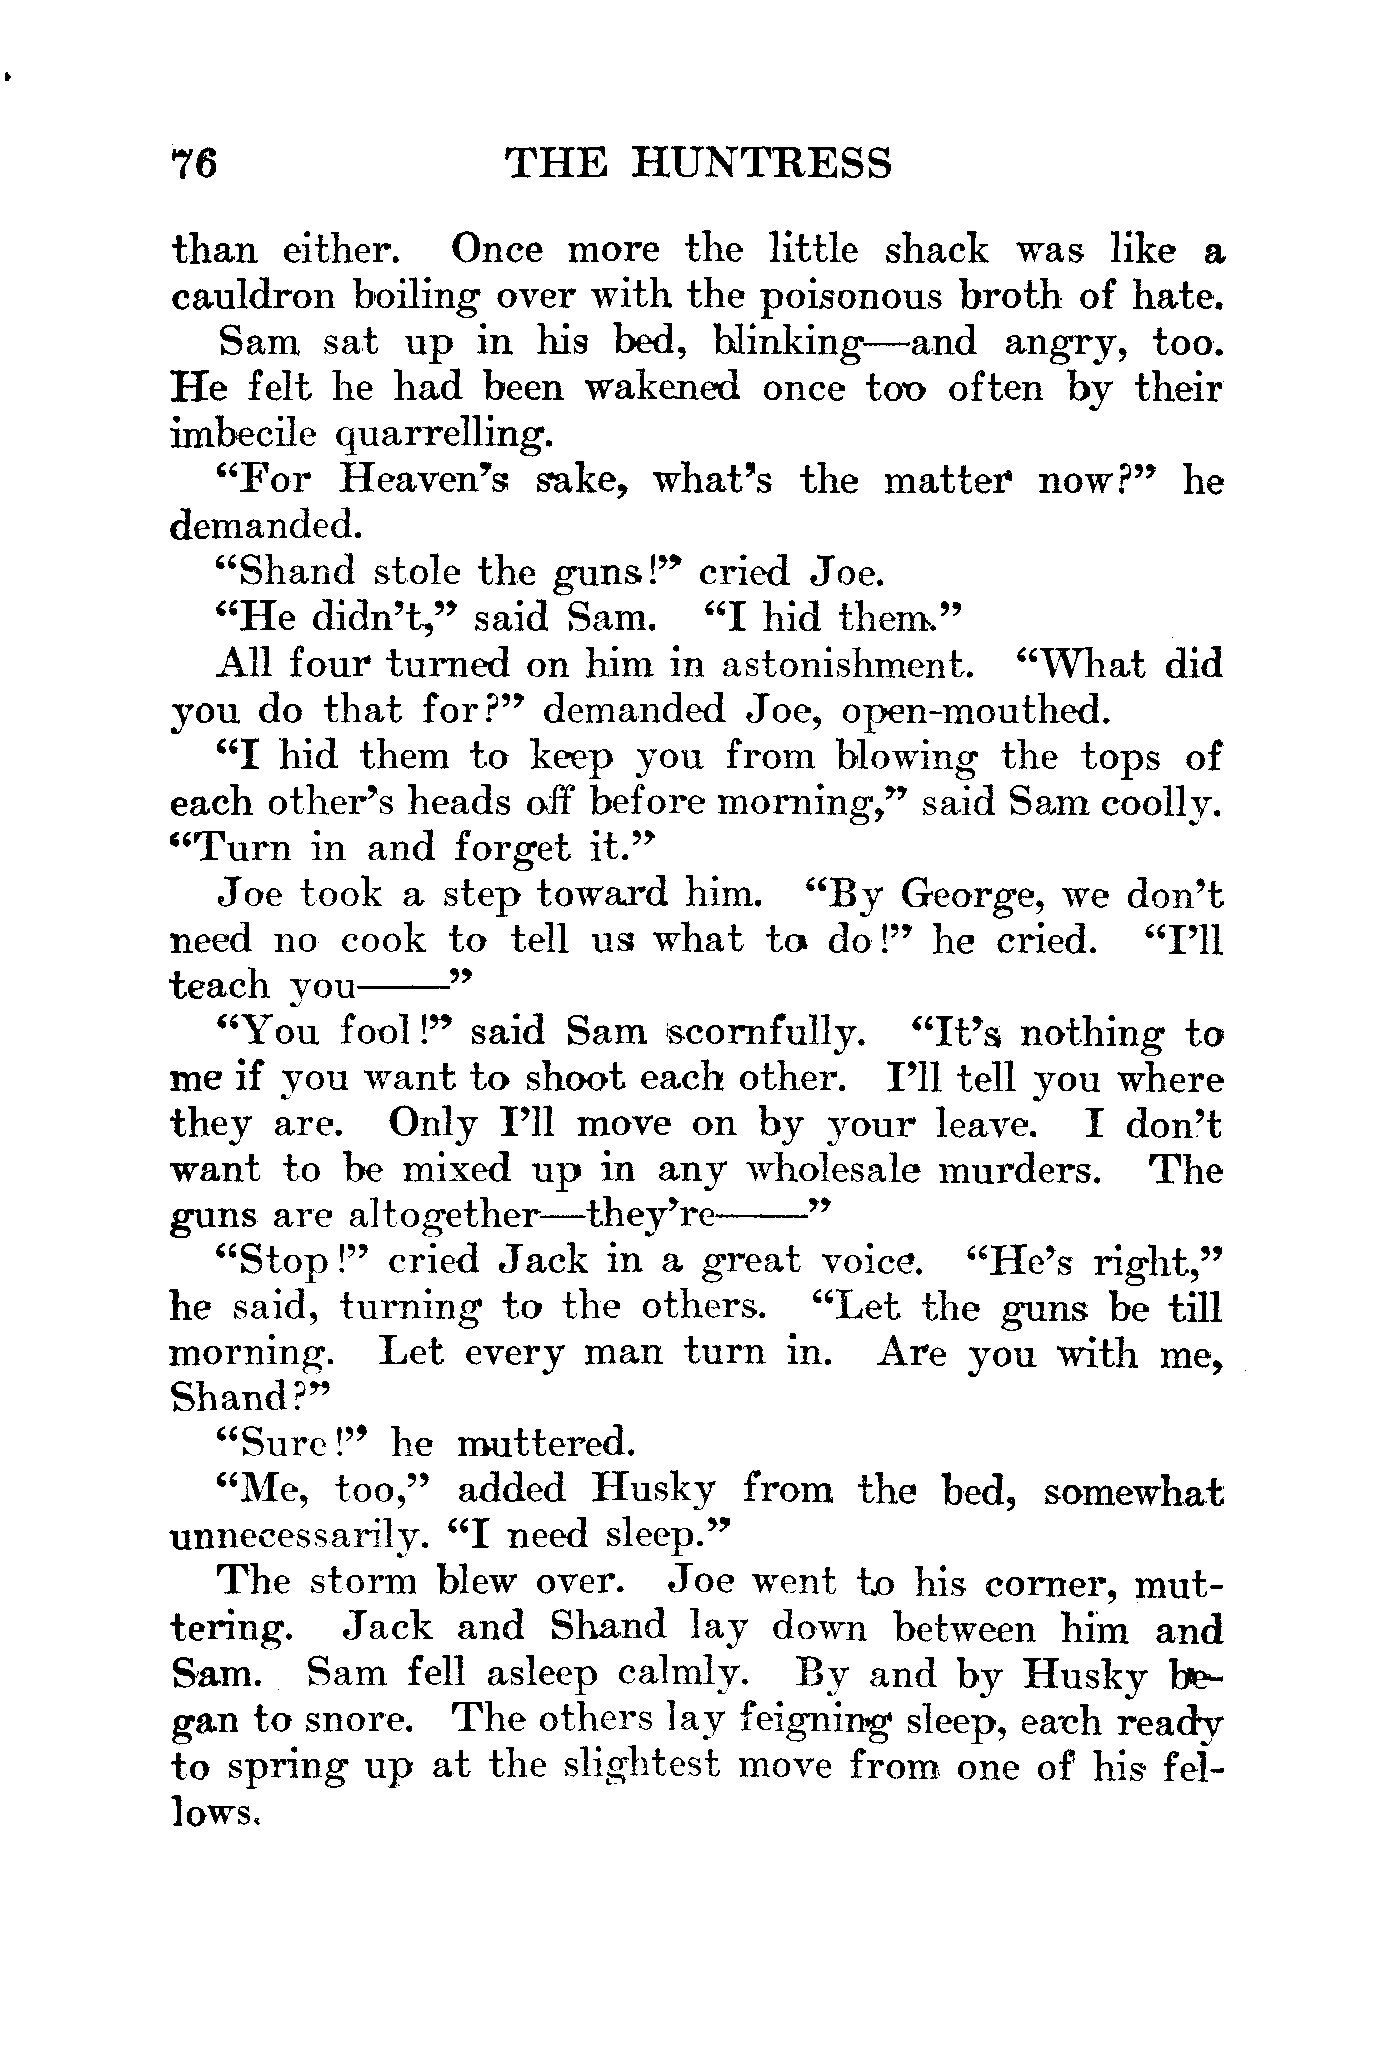 76 THE HUNTRESS
than either. Once more the little shack was like a
cauldron boiling over with the poisonous broth of hate.
Sam sat up in his bed, blinking—and angry, too.
He felt he had been wakened once too often by their
imbecile quarrelling.
“For Heaven’s sake, what’s the matter now?” he
demanded.
“Shand stole the guns!” cried Joe.
“He didn’t,” said Sam. “I hid them.”
All four turned on him in astonishment. “What did
you do that for?” demanded Joe, open-mouthed.
“I hid them to keep you from blowing the tops of
each other’s heads off before morning,” said Sam coolly.
“Turn in and forget it.”
Joe took a step toward him. “By George, we don’t
need no cook to tell us what to do!” he cried. “I’ll
teach you——”
“You fool!” said Sam scornfully. “It’s nothing to
me if you want to shoot each other. I’ll tell you where
they are. Only I’ll move on by your leave. I don’t
want to be mixed up in any wholesale murders. The
guns are altogether—they’re——”
“Stop!” cried Jack in a great voice. “He’s right,”
he said, turning to the others. “Let the guns be till
morning. Let every man turn in. Are you with me,
Shand?”
“Sure!” he muttered.
“Me, too,” added Husky from the bed, somewhat
unnecessarily. “I need sleep.”
The storm blew over. Joe went to his corner, mut-
tering. Jack and Shand lay down between him and
Sam. Sam fell asleep calmly. By and by Husky be-
gan to snore. The others lay feigning sleep, each ready
to spring up at the slightest move from one of his fel-
lows.